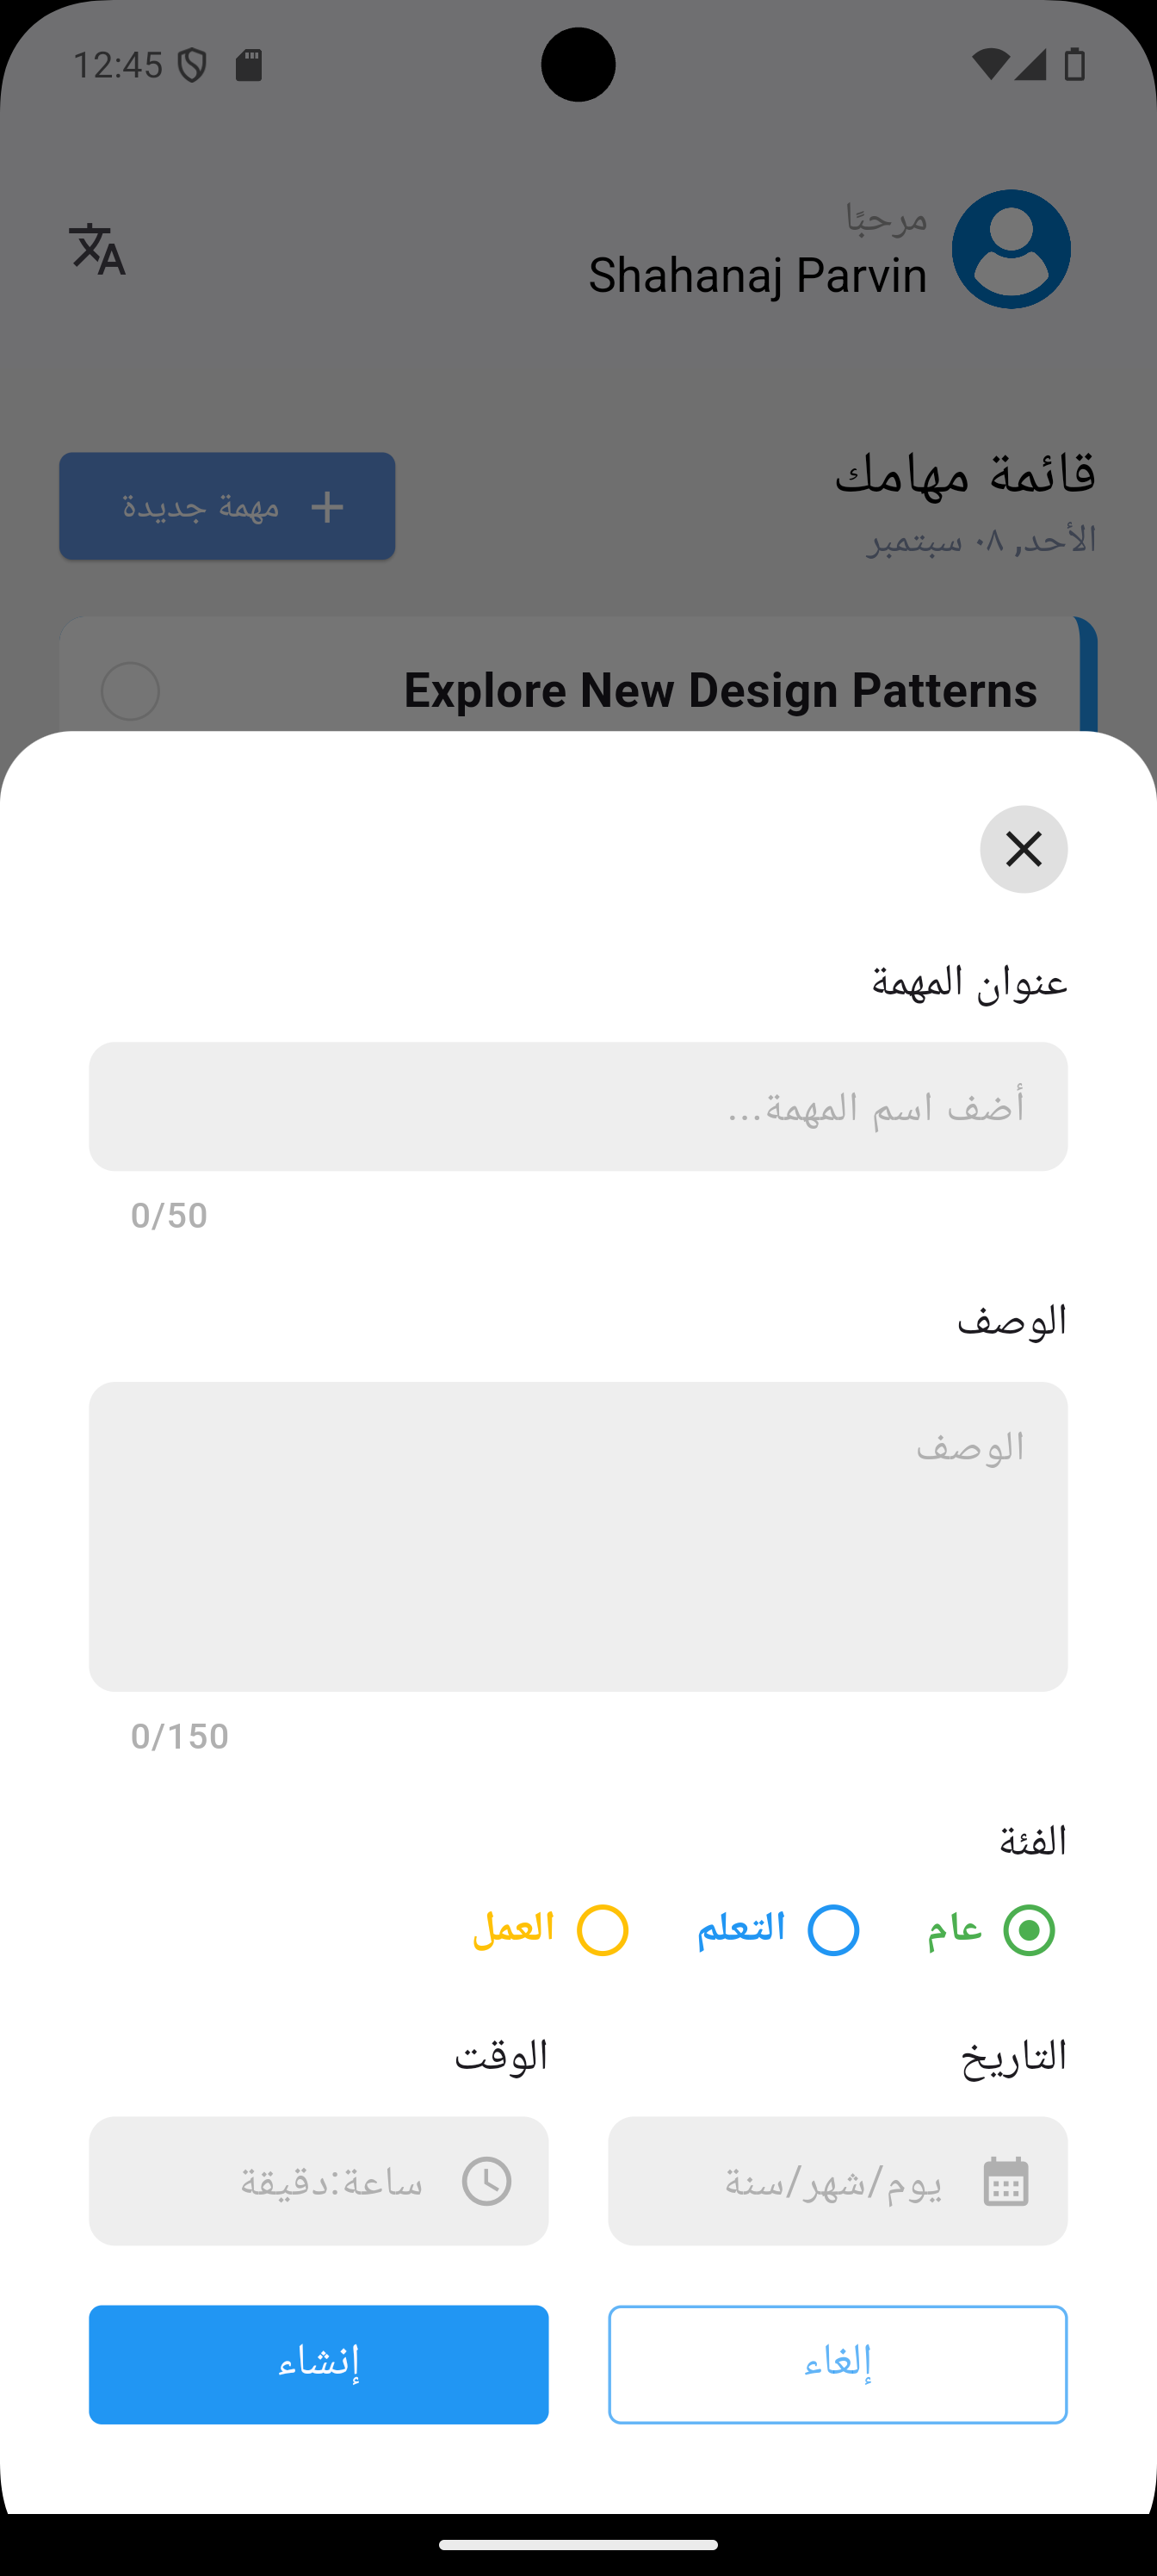 12:45
مرحبًا
Shahanaj Parvin
قائمة مهامك
الأحد, ٠٨ سبتمبر
مهمة جديدة
Explore New Design Patterns
عنوان المهمة
أضف اسم المهمة...
0/50
الوصف
الوصف
0/150
الفئة
عام التعلم العمل
التاريخ الوقت
يوم/شهر/سنة ساعة:دقيقة
إلغاء إنشاء